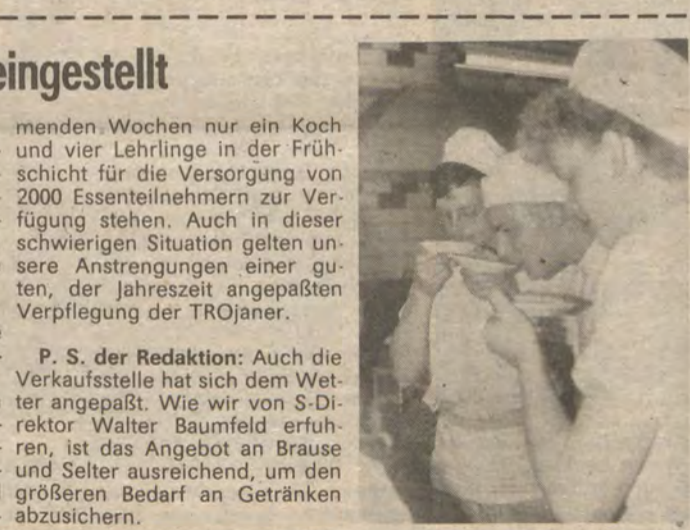 eingestellt
menden Wochen nur ein Koch
und vier Lehrlinge in der Früh-
schicht für die Versorgung von
2000 Essenteilnehmern zur Ver-
fügung stehen. Auch in dieser
schwierigen Situation gelten un-
sere Anstrengungen einer gu-
ten, der Jahreszeit angepaßten
Verpflegung der TROjaner.
P. S. der Redaktion: Auch die
Verkaufsstelle hat sich dem Wet-
ter angepaßt. Wie wir von S-Di-
rektor Walter Baumfeld erfuh-
ren, ist das Angebot an Brause
und Selter ausreichend, um den
größeren Bedarf an Getränken
abzusichern.